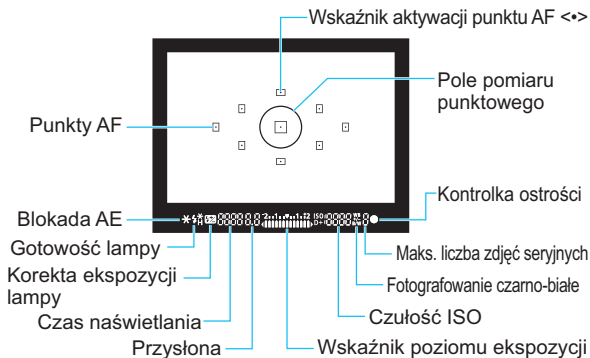 Wskaźnik aktywacji punktu AF <•>
Pole pomiaru
punktowego
Punkty AF
Kontrolka ostrości
Blokada AE
Gotowość lampy
Maks. liczba zdjęć seryjnych
Korekta ekspozycji
lampy
Fotografowanie czarno-białe
Czas naświetlania
Czułość ISO
Przysłona
Wskaźnik poziomu ekspozycji